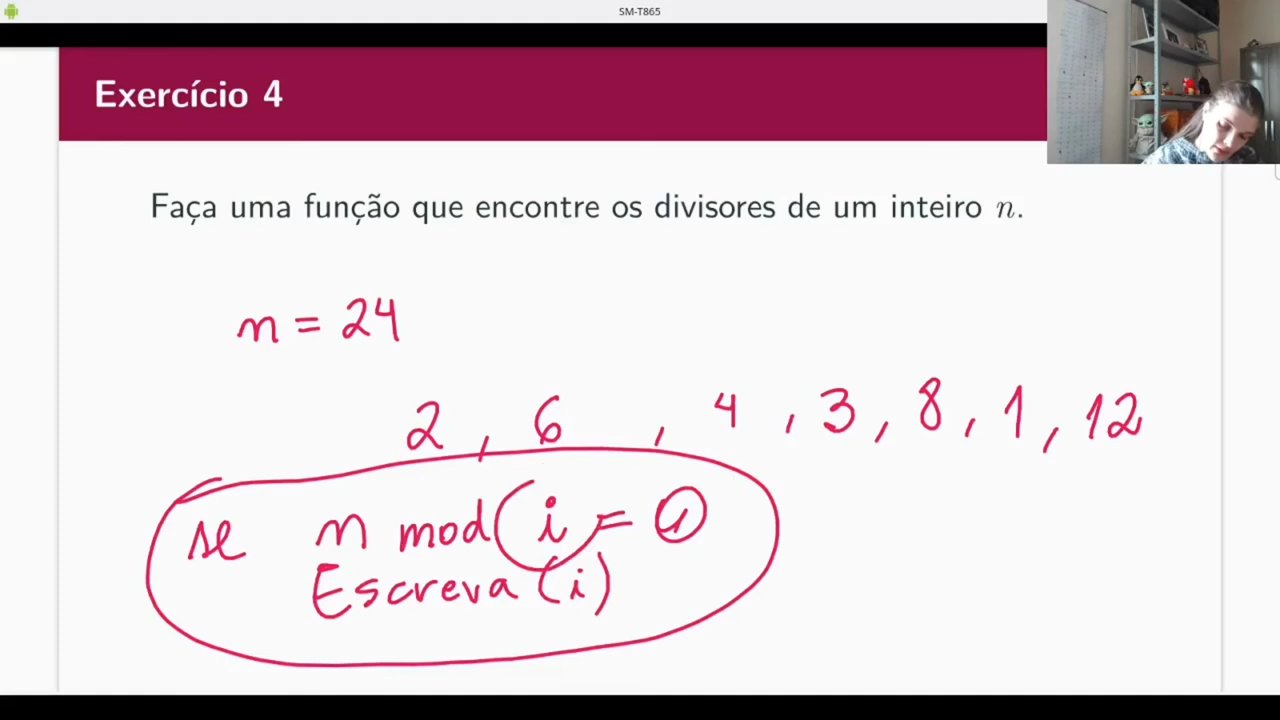 SM-T865
Exercício 4
Faça uma função que encontre os divisores de um inteiro n.
n = 24
2, 6, 4, 3, 8, 1, 12
se n mod i =
Escreva (i)